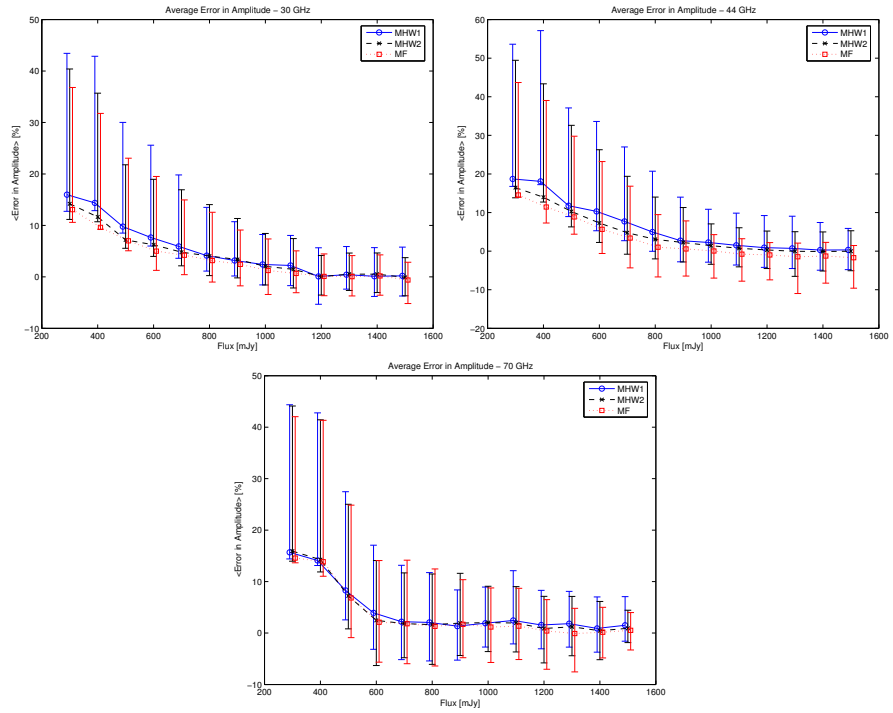 Average Error in Amplitude − 30 GHz
MHW1
MHW2
MF
<Error in Amplitude> [%]
50
40
30
20
10
0
−10
200 400 600 800 1000 1200 1400 1600
Flux [mJy]
Average Error in Amplitude − 44 GHz
MHW1
MHW2
MF
<Error in Amplitude> [%]
60
50
40
30
20
10
0
−10
−20
200 400 600 800 1000 1200 1400 1600
Flux [mJy]
Average Error in Amplitude − 70 GHz
MHW1
MHW2
MF
<Error in Amplitude> [%]
50
40
30
20
10
0
−10
200 400 600 800 1000 1200 1400 1600
Flux [mJy]